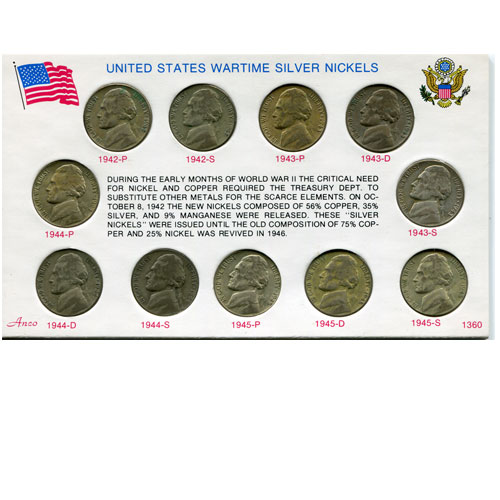 UNITED STATES WARTIME SILVER NICKELS
1942-P
1942-S
1943-P
1943-D
DURING THE EARLY MONTHS OF WORLD WAR II THE CRITICAL NEED
FOR NICKEL AND COPPER REQUIRED THE TREASURY DEPT. TO
SUBSTITUTE OTHER METALS FOR THE SCARCE ELEMENTS. ON OC-
TOBER 8, 1942 THE NEW NICKELS COMPOSED OF 56% COPPER, 35%
SILVER, AND 9% MANGANESE WERE RELEASED. THESE "SILVER
NICKELS" WERE ISSUED UNTIL THE OLD COMPOSITION OF 75% COP-
PER AND 25% NICKEL WAS REVIVED IN 1946.
1944-P
1943-S
Anco
1944-D
1944-S
1945-P
1945-D
1945-S
1360